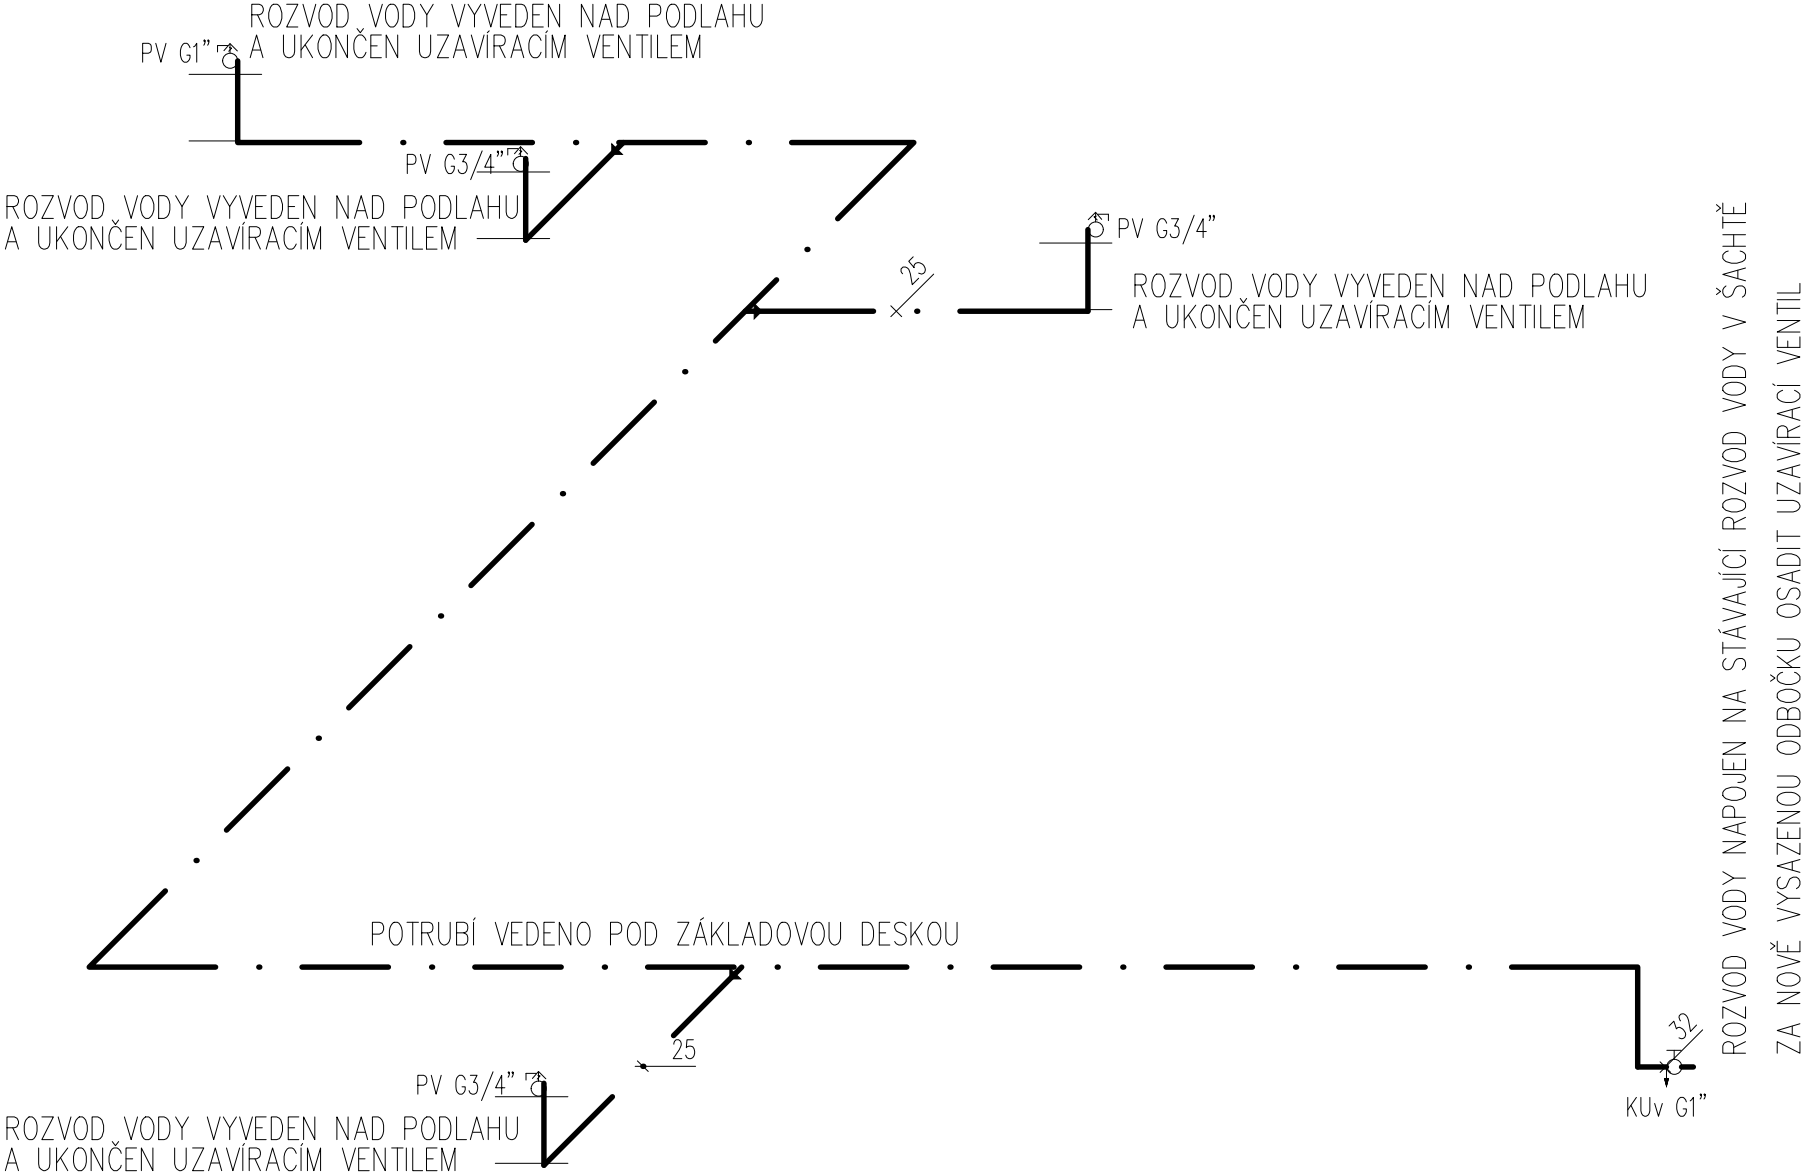 ROZVOD VODY VYVEDEN NAD PODLAHU
A UKONČEN UZAVÍRACÍM VENTILEM
PV G1”
PV G3/4”
ROZVOD VODY VYVEDEN NAD PODLAHU
A UKONČEN UZAVÍRACÍM VENTILEM
PV G3/4”
25
ROZVOD VODY VYVEDEN NAD PODLAHU
A UKONČEN UZAVÍRACÍM VENTILEM
ROZVOD VODY NAPOJEN NA STÁVAJÍCÍ ROZVOD VODY V ŠACHTĚ
ZA NOVĚ VYSAZENOU ODBOČKU OSADIT UZAVÍRACÍ VENTIL
POTRUBÍ VEDENO POD ZÁKLADOVOU DESKOU
32
25
PV G3/4”
KUv G1”
ROZVOD VODY VYVEDEN NAD PODLAHU
A UKONČEN UZAVÍRACÍM VENTILEM